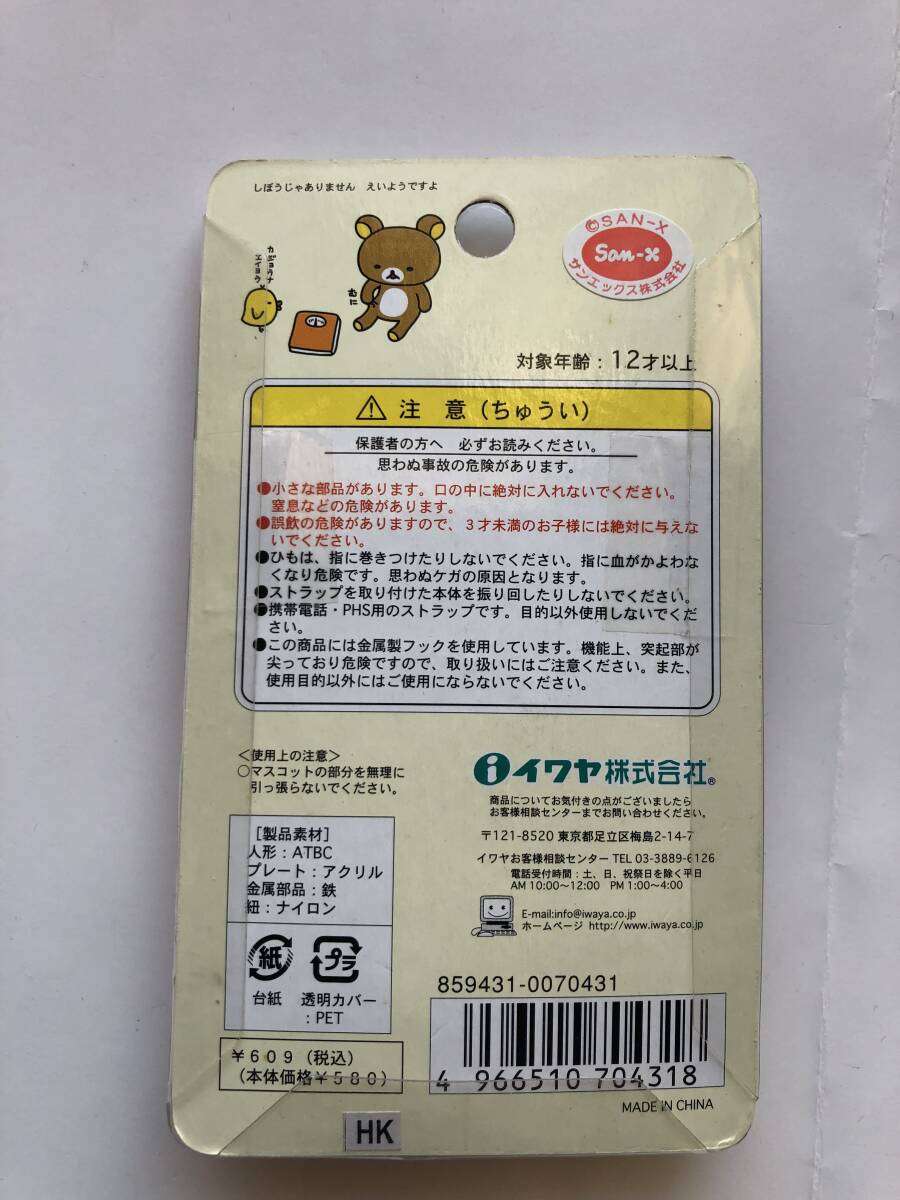 しぼうじゃありません えいようですよ
カジョウナ
エイヨウ
むに
©SAN-X
San-x
サンエックス株式会社
対象年齢：12才以上
注 意（ちゅうい）
保護者の方へ 必ずお読みください。
思わぬ事故の危険があります。
●小さな部品があります。口の中に絶対に入れないでください。
窒息などの危険があります。
●誤飲の危険がありますので、３才未満のお子様には絶対に与えな
いでください。
●ひもは、指に巻きつけたりしないでください。指に血がかよわな
くなり危険です。思わぬケガの原因となります。
●ストラップを取り付けた本体を振り回したりしないでください。
●携帯電話・PHS用のストラップです。目的以外使用しないでくだ
さい。
●この商品には金属製フックを使用しています。機能上、突起部が
尖っており危険ですので、取り扱いにはご注意ください。また、
使用目的以外にはご使用にならないでください。
＜使用上の注意＞
○マスコットの部分を無理に
引っ張らないでください。
イワヤ株式会社®
商品についてお気付きの点がございましたら
お客様相談センターまでお問い合わせください。
〒121-8520 東京都足立区梅島2-14-7
イワヤお客様相談センター TEL 03-3889-6126
電話受付時間：土、日、祝祭日を除く平日
AM 10:00〜12:00 PM 1:00〜4:00
E-mail:info@iwaya.co.jp
ホームページ http://www.iwaya.co.jp
［製品素材］
人形：ATBC
プレート：アクリル
金属部品：鉄
紐：ナイロン
紙
プラ
台紙 透明カバー
：PET
￥609（税込）
（本体価格￥580）
859431-0070431
4 966510 704318
MADE IN CHINA
HK